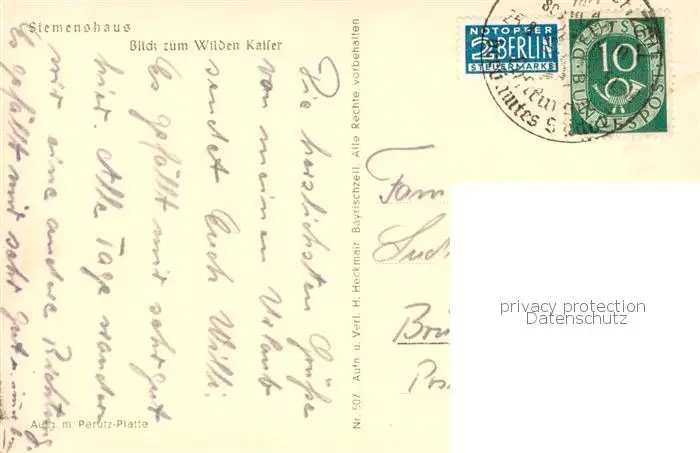 Siemenshaus
Blick zum Wilden Kaiser
Die herzlichsten Grüße
von meinem Urlaub
sendet Euch Willi.
Es gefällt mir sehr gut
hier. Alle Tage wandern
wir eine andere Richtung.
Es gefällt mir sehr gut
Aufg. m. Perutz-Platte
Nr. 507 Aufn. u. Verl. H. Heckmair Bayrischzell. Alle Rechte vorbehalten
NOTOPFER
2 BERLIN
STEUERMARKE
DEUTSCHE
10
BUNDESPOST
Fam
privacy protection
Datenschutz